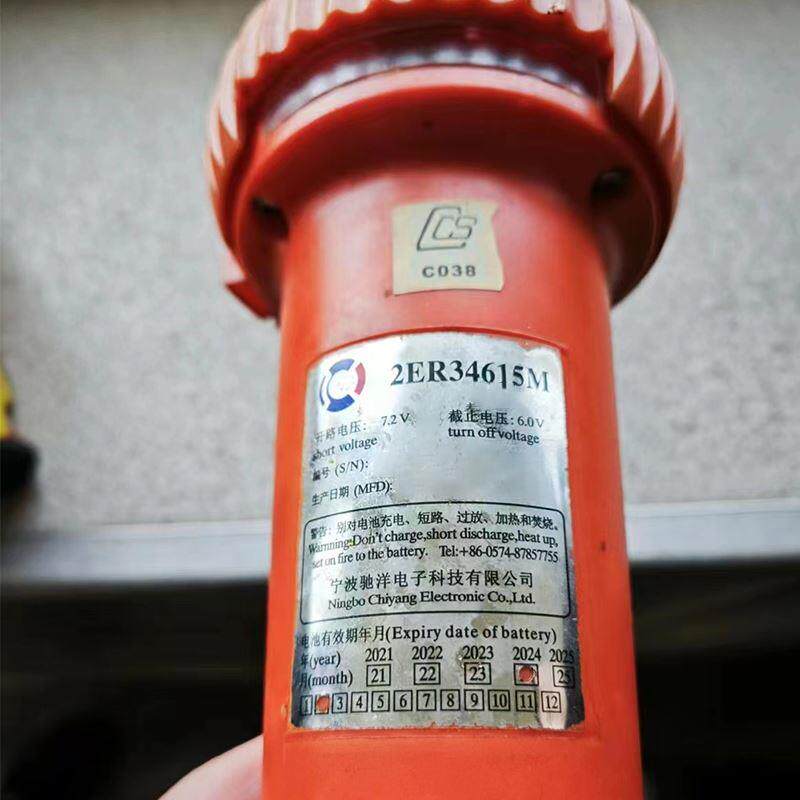 CCS
C038
2ER34615M
开路电压: 7.2V 截止电压:6.0V
short voltage turn off voltage
编号 (S/N):
生产日期 (MFD):
警告: 别对电池充电、短路、过放、加热和焚烧。
Warnning:Don't charge,short discharge,heat up,
set on fire to the battery. Tel:+86-0574-87857755
宁波驰洋电子科技有限公司
Ningbo Chiyang Electronic Co.,Ltd.
电池有效期年月(Expiry date of battery)
年(year) 2021 2022 2023 2024 2025
月(month) 21 22 23 25
1 3 4 5 6 7 8 9 10 11 12